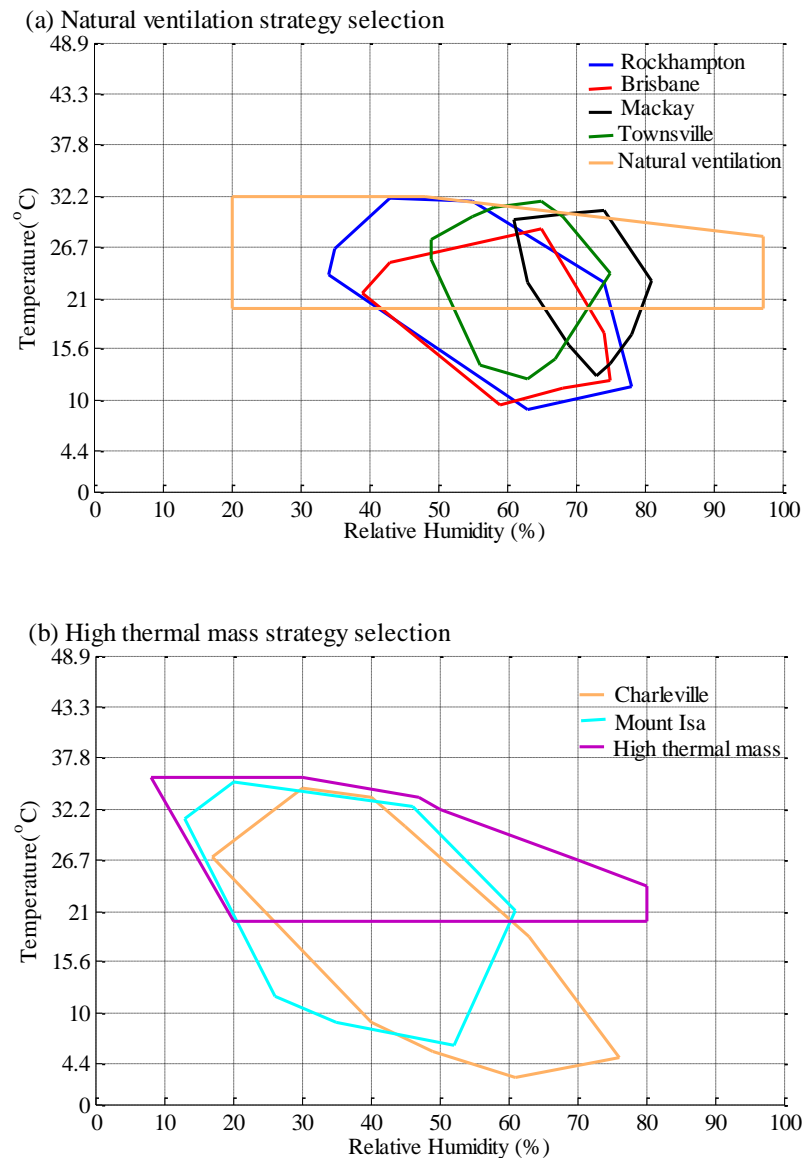 (a) Natural ventilation strategy selection
48.9
43.3
37.8
32.2
26.7
21
15.6
10
4.4
0
Temperature(°C)
Rockhampton
Brisbane
Mackay
Townsville
Natural ventilation
0 10 20 30 40 50 60 70 80 90 100
Relative Humidity (%)
(b) High thermal mass strategy selection
48.9
43.3
37.8
32.2
26.7
21
15.6
10
4.4
0
Temperature(°C)
Charleville
Mount Isa
High thermal mass
0 10 20 30 40 50 60 70 80 90 100
Relative Humidity (%)